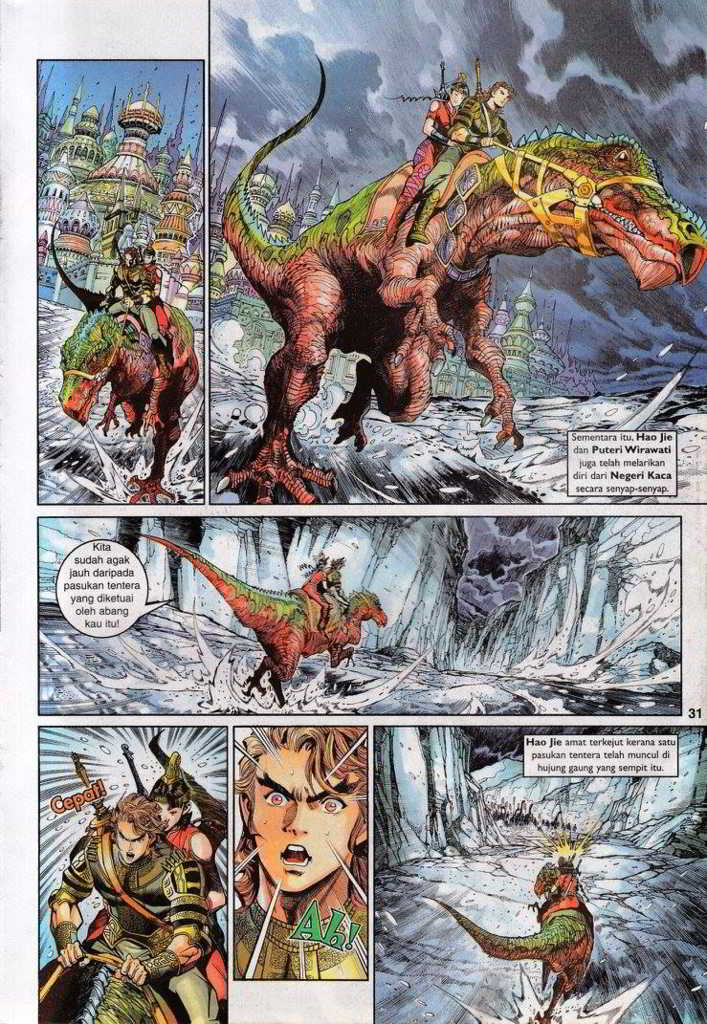 Sementara itu, Hao Jie
dan Puteri Wirawati
juga telah melarikan
diri dari Negeri Kaca
secara senyap-senyap.
Kita
sudah agak
jauh daripada
pasukan tentera
yang diketuai
oleh abang
kau itu!
31
Cepat!
Ah!
Hao Jie amat terkejut kerana satu
pasukan tentera telah muncul di
hujung gaung yang sempit itu.